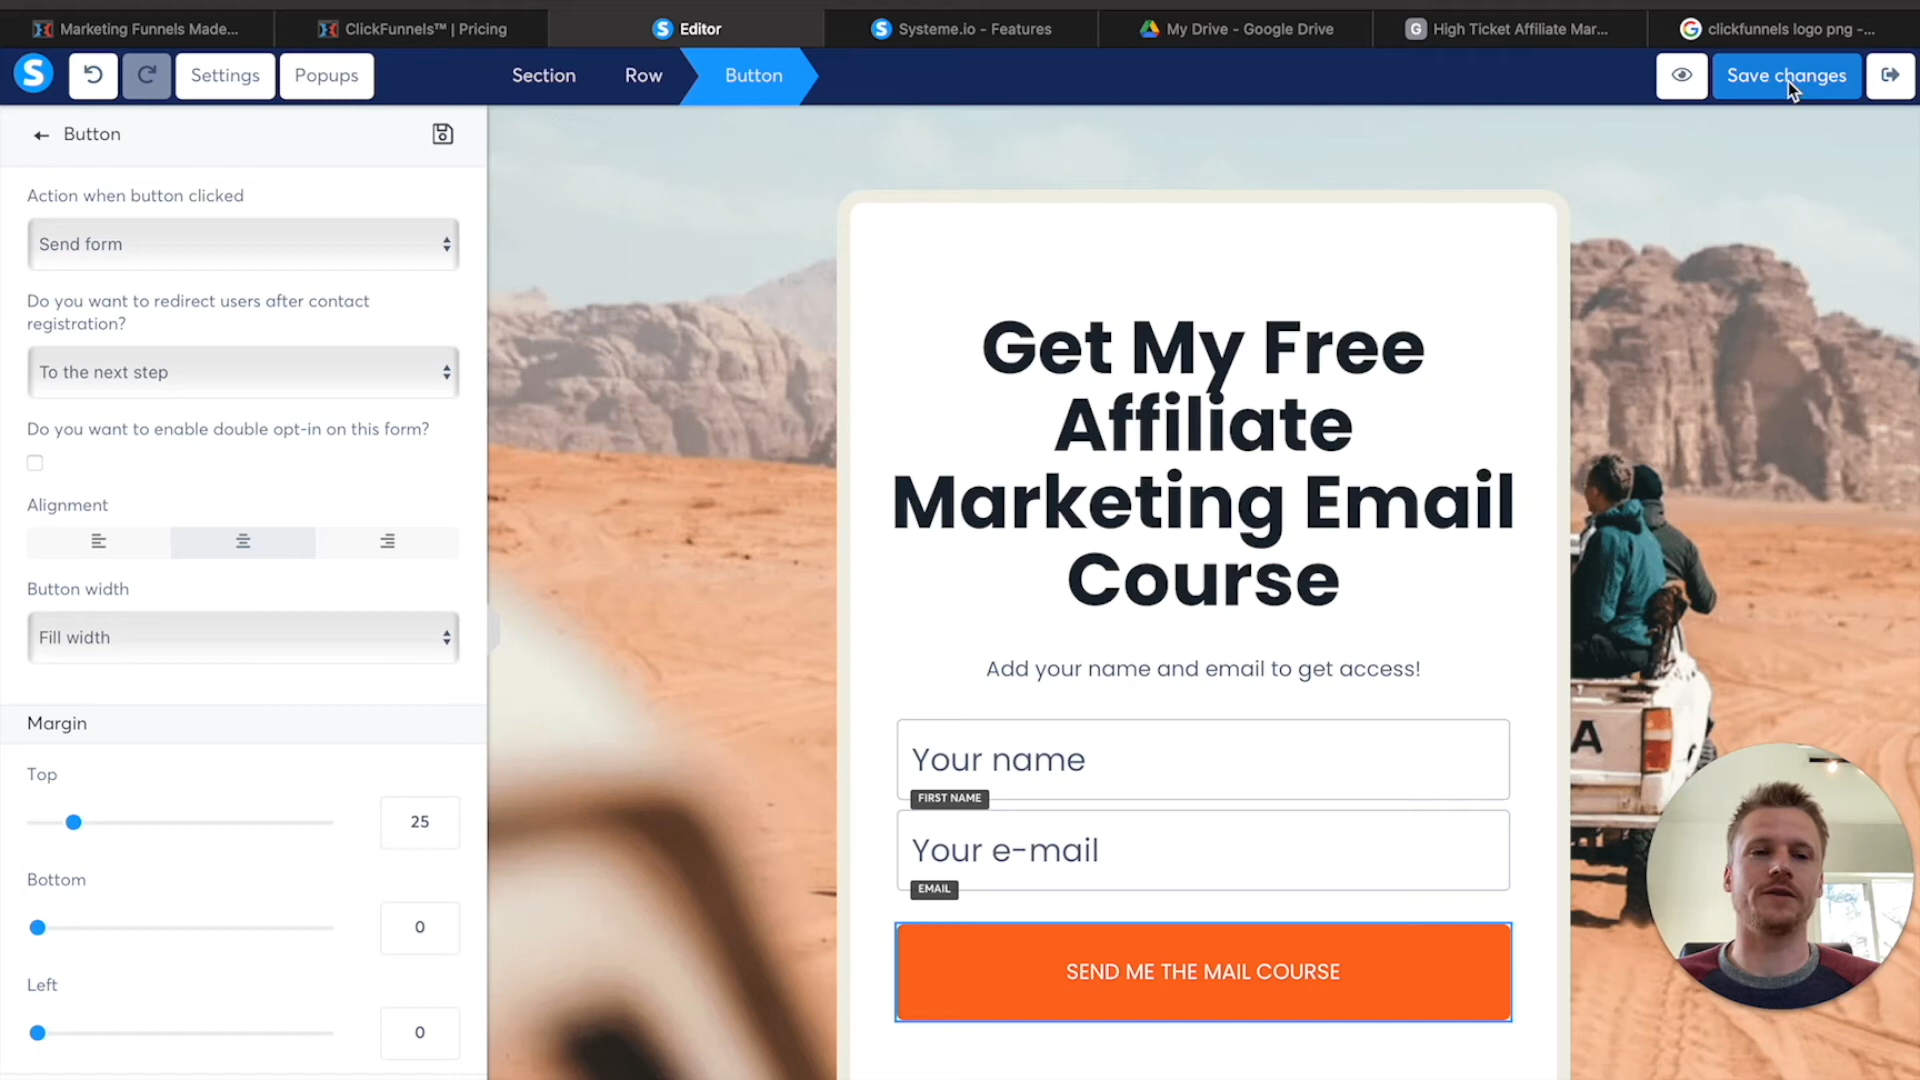 Marketing Funnels Made...
ClickFunnels™ | Pricing
Editor
Systeme.io - Features
My Drive - Google Drive
High Ticket Affiliate Mar...
clickfunnels logo png -...
Settings
Popups
Section
Row
Button
Save changes
Button
Action when button clicked
Send form
Do you want to redirect users after contact
registration?
To the next step
Do you want to enable double opt-in on this form?
Alignment
Button width
Fill width
Margin
Top
25
Bottom
0
Left
0
Get My Free
Affiliate
Marketing Email
Course
Add your name and email to get access!
Your name
FIRST NAME
Your e-mail
EMAIL
SEND ME THE MAIL COURSE
A